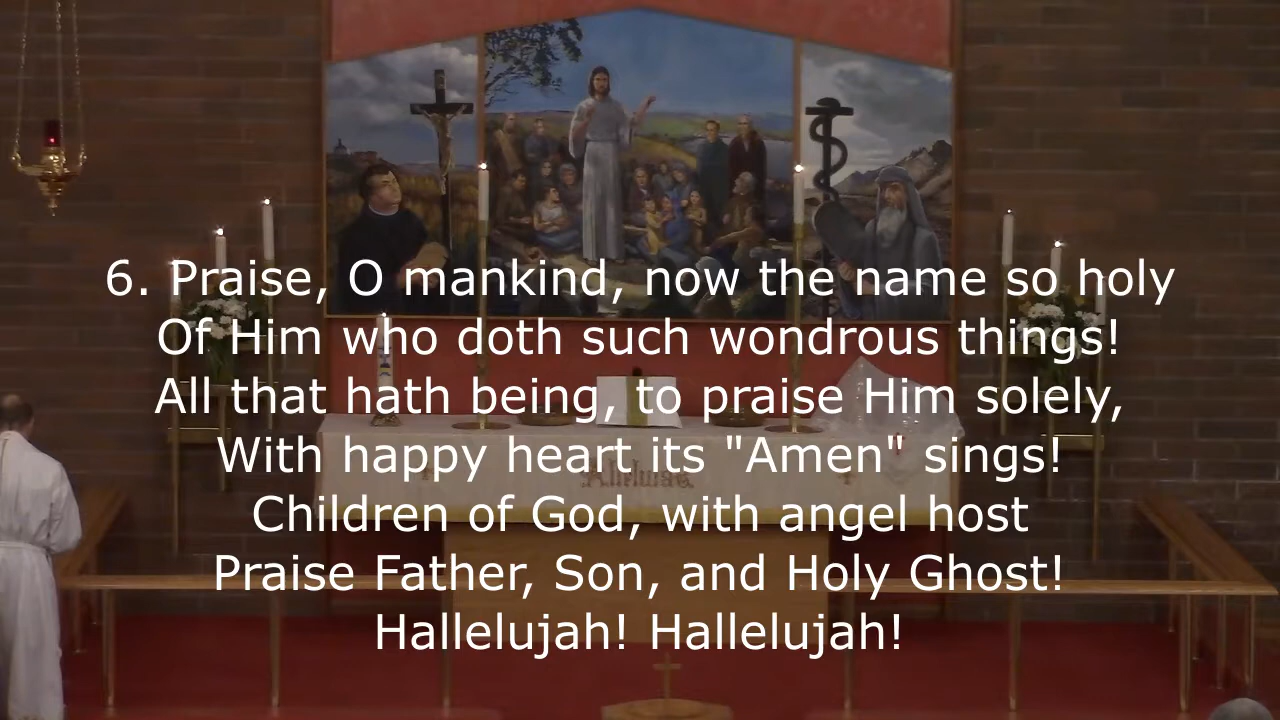 6. Praise, O mankind, now the name so holy
Of Him who doth such wondrous things!
All that hath being, to praise Him solely,
With happy heart its "Amen" sings!
Children of God, with angel host
Praise Father, Son, and Holy Ghost!
Hallelujah! Hallelujah!
Alleluia